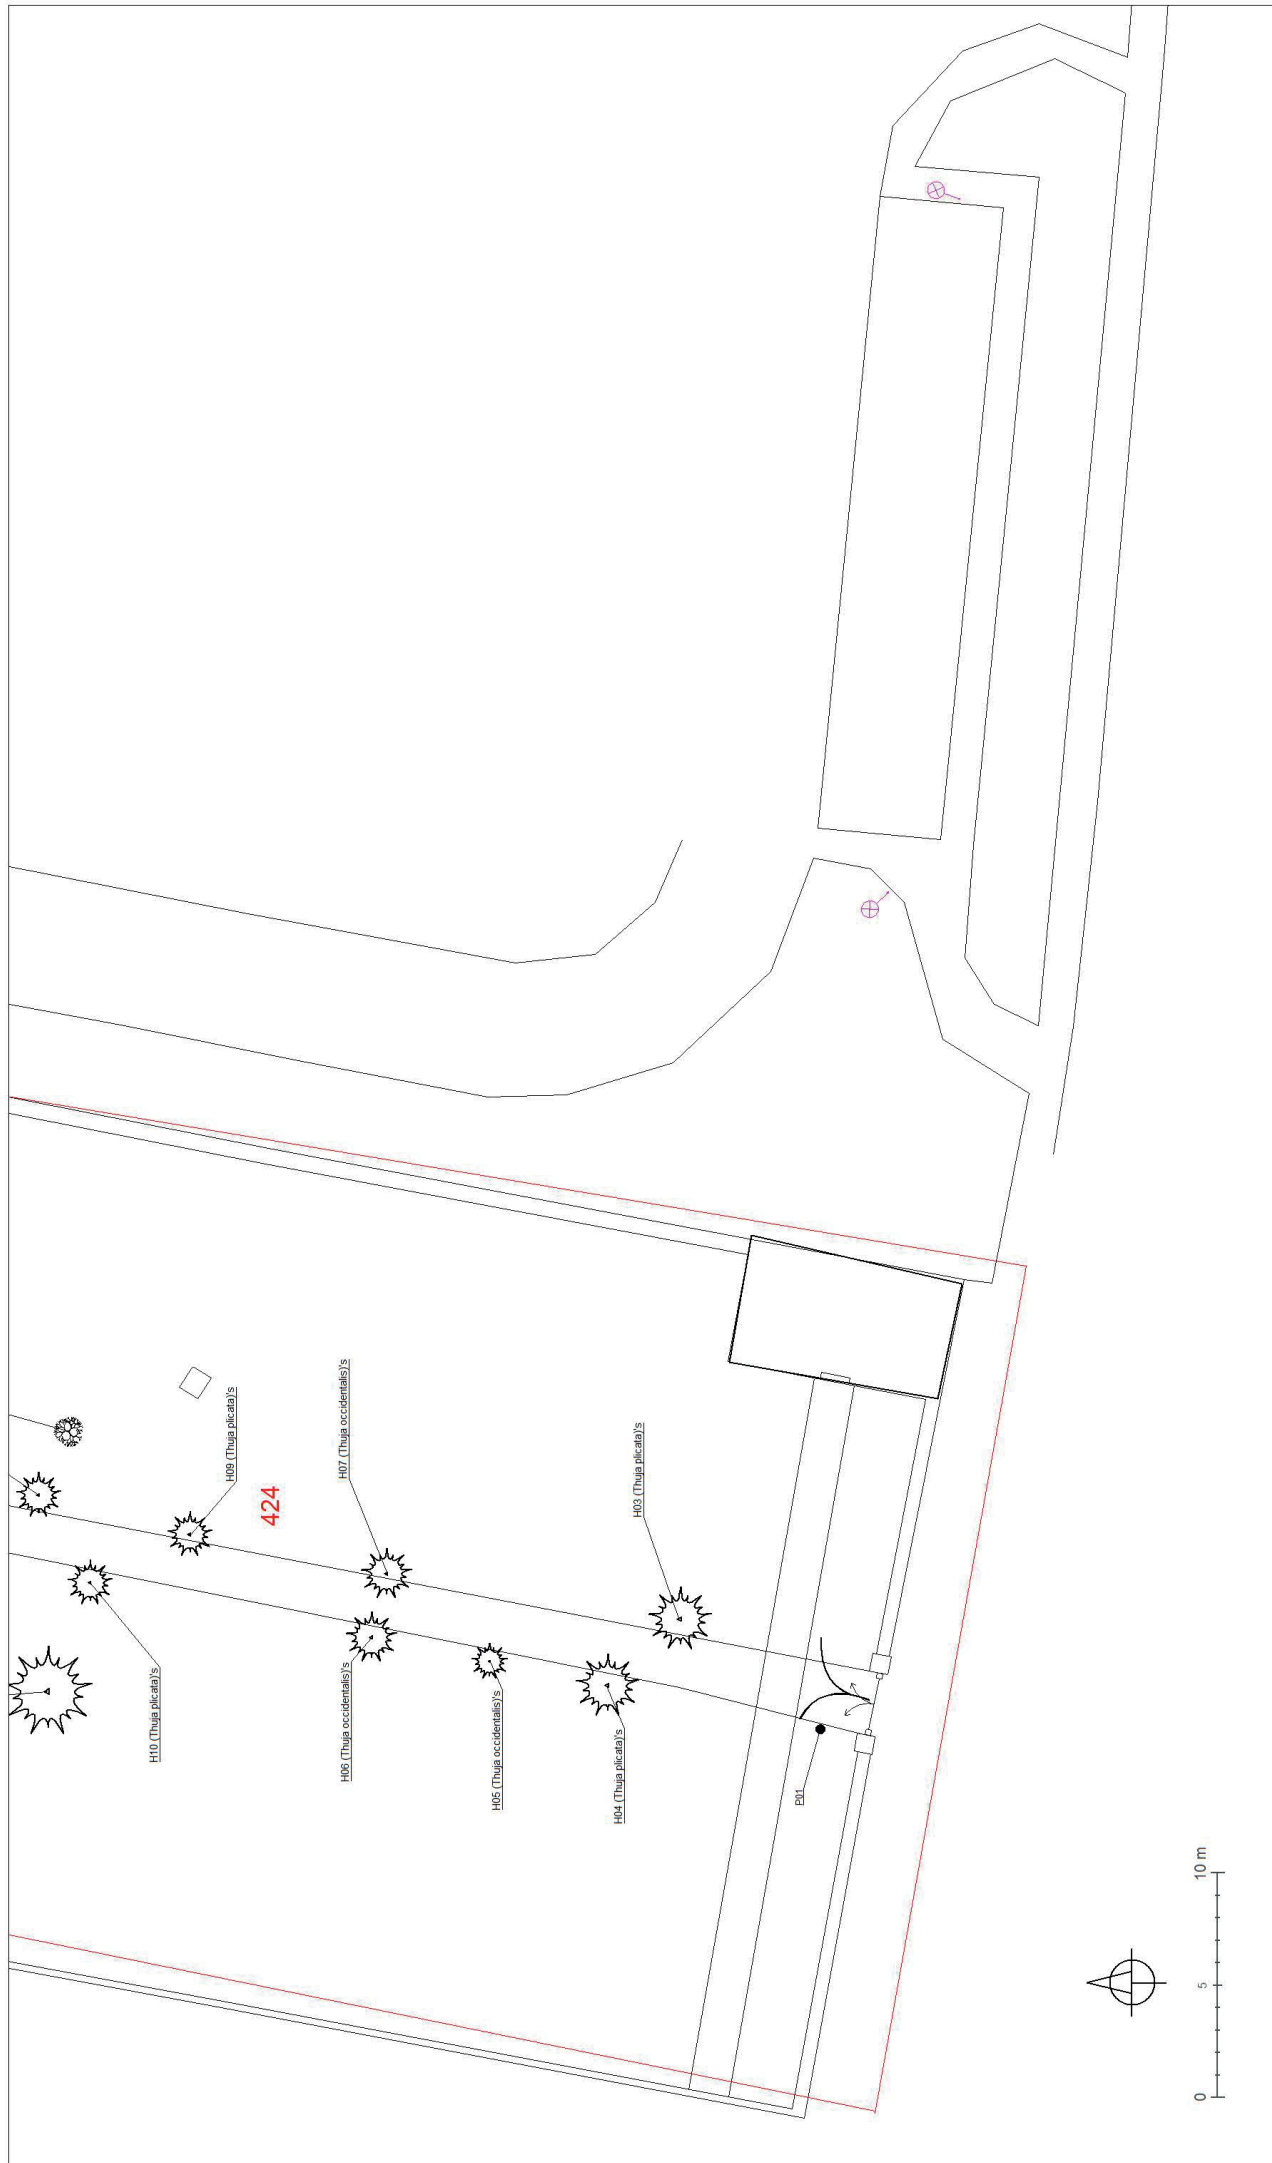 H09 (Thuja plicata)'s
H07 (Thuja occidentalis)'s
H03 (Thuja plicata)'s
424
H10 (Thuja plicata)'s
H06 (Thuja occidentalis)'s
H05 (Thuja occidentalis)'s
H04 (Thuja plicata)'s
P01
0
5
10 m